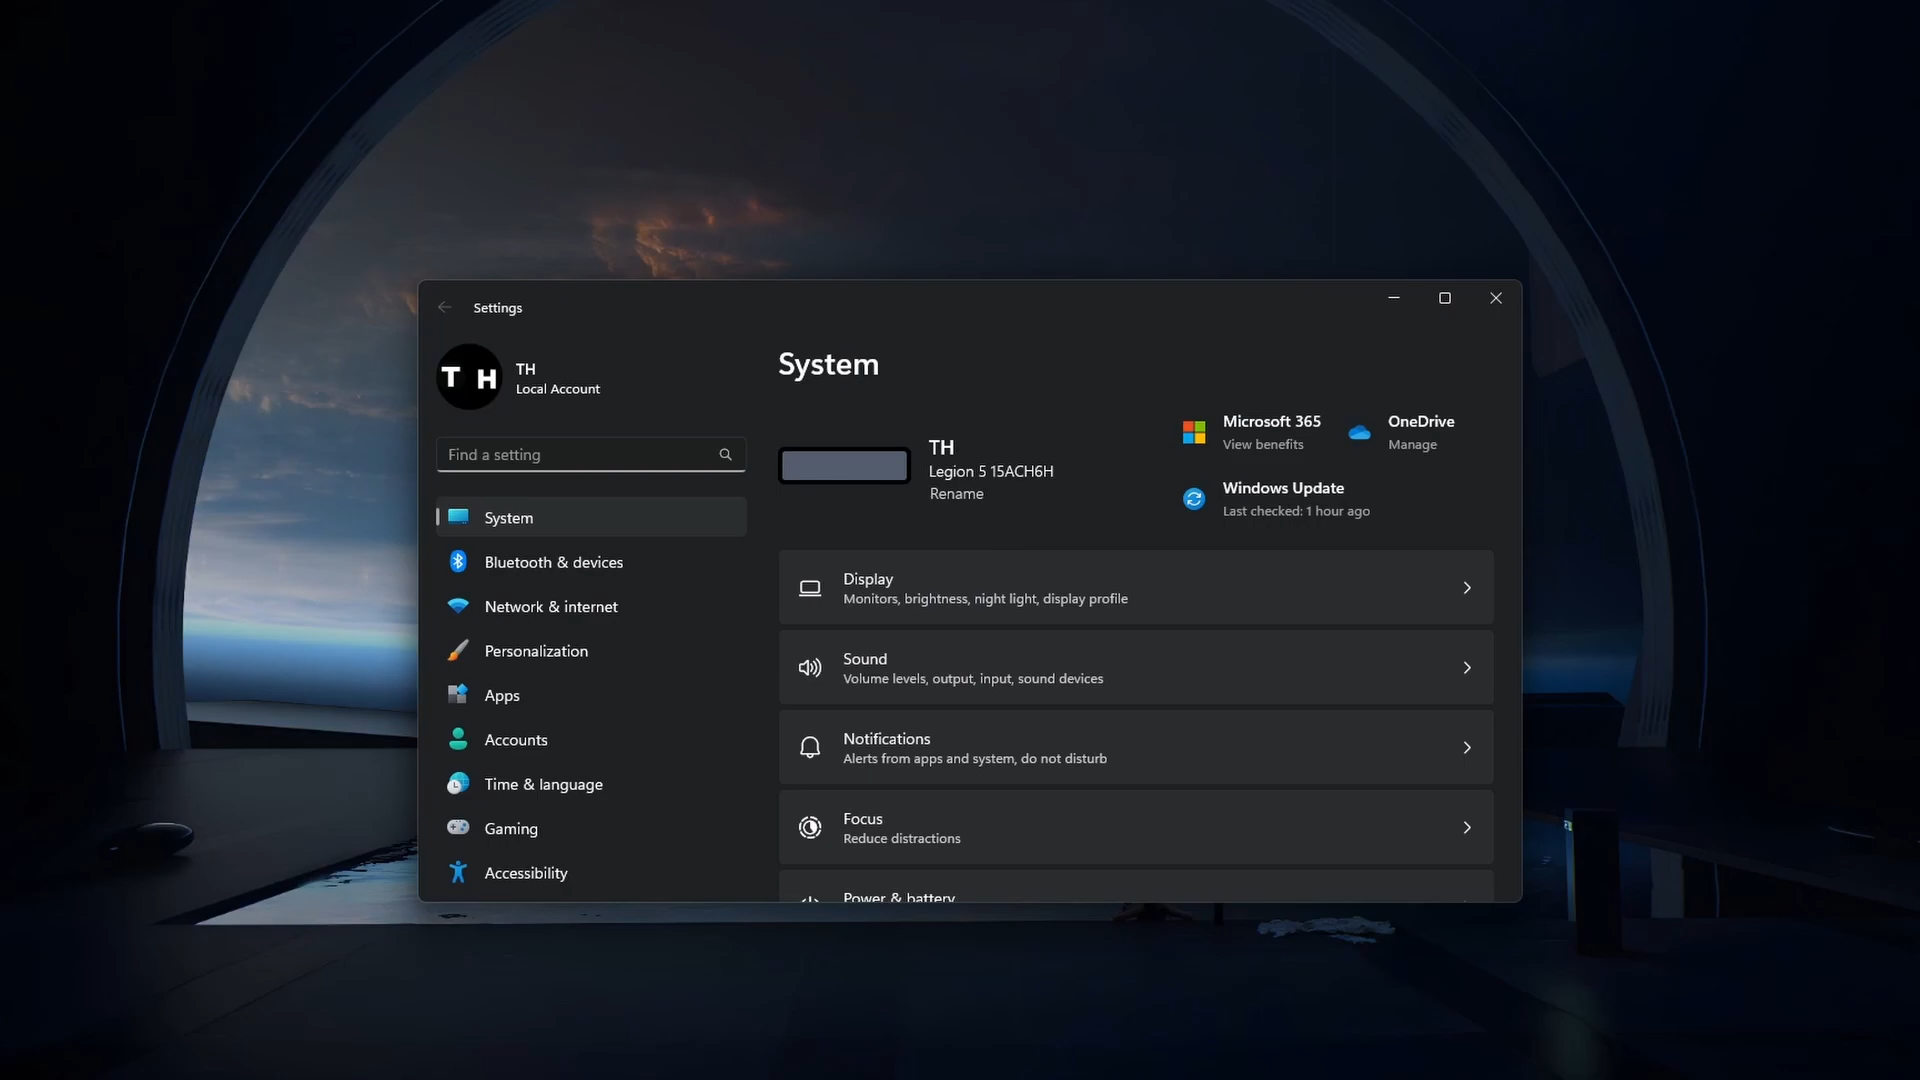 Settings
TH
TH
Local Account
Find a setting
System
Bluetooth & devices
Network & internet
Personalization
Apps
Accounts
Time & language
Gaming
Accessibility
System
TH
Legion 5 15ACH6H
Rename
Microsoft 365
View benefits
OneDrive
Manage
Windows Update
Last checked: 1 hour ago
Display
Monitors, brightness, night light, display profile
Sound
Volume levels, output, input, sound devices
Notifications
Alerts from apps and system, do not disturb
Focus
Reduce distractions
Power & battery